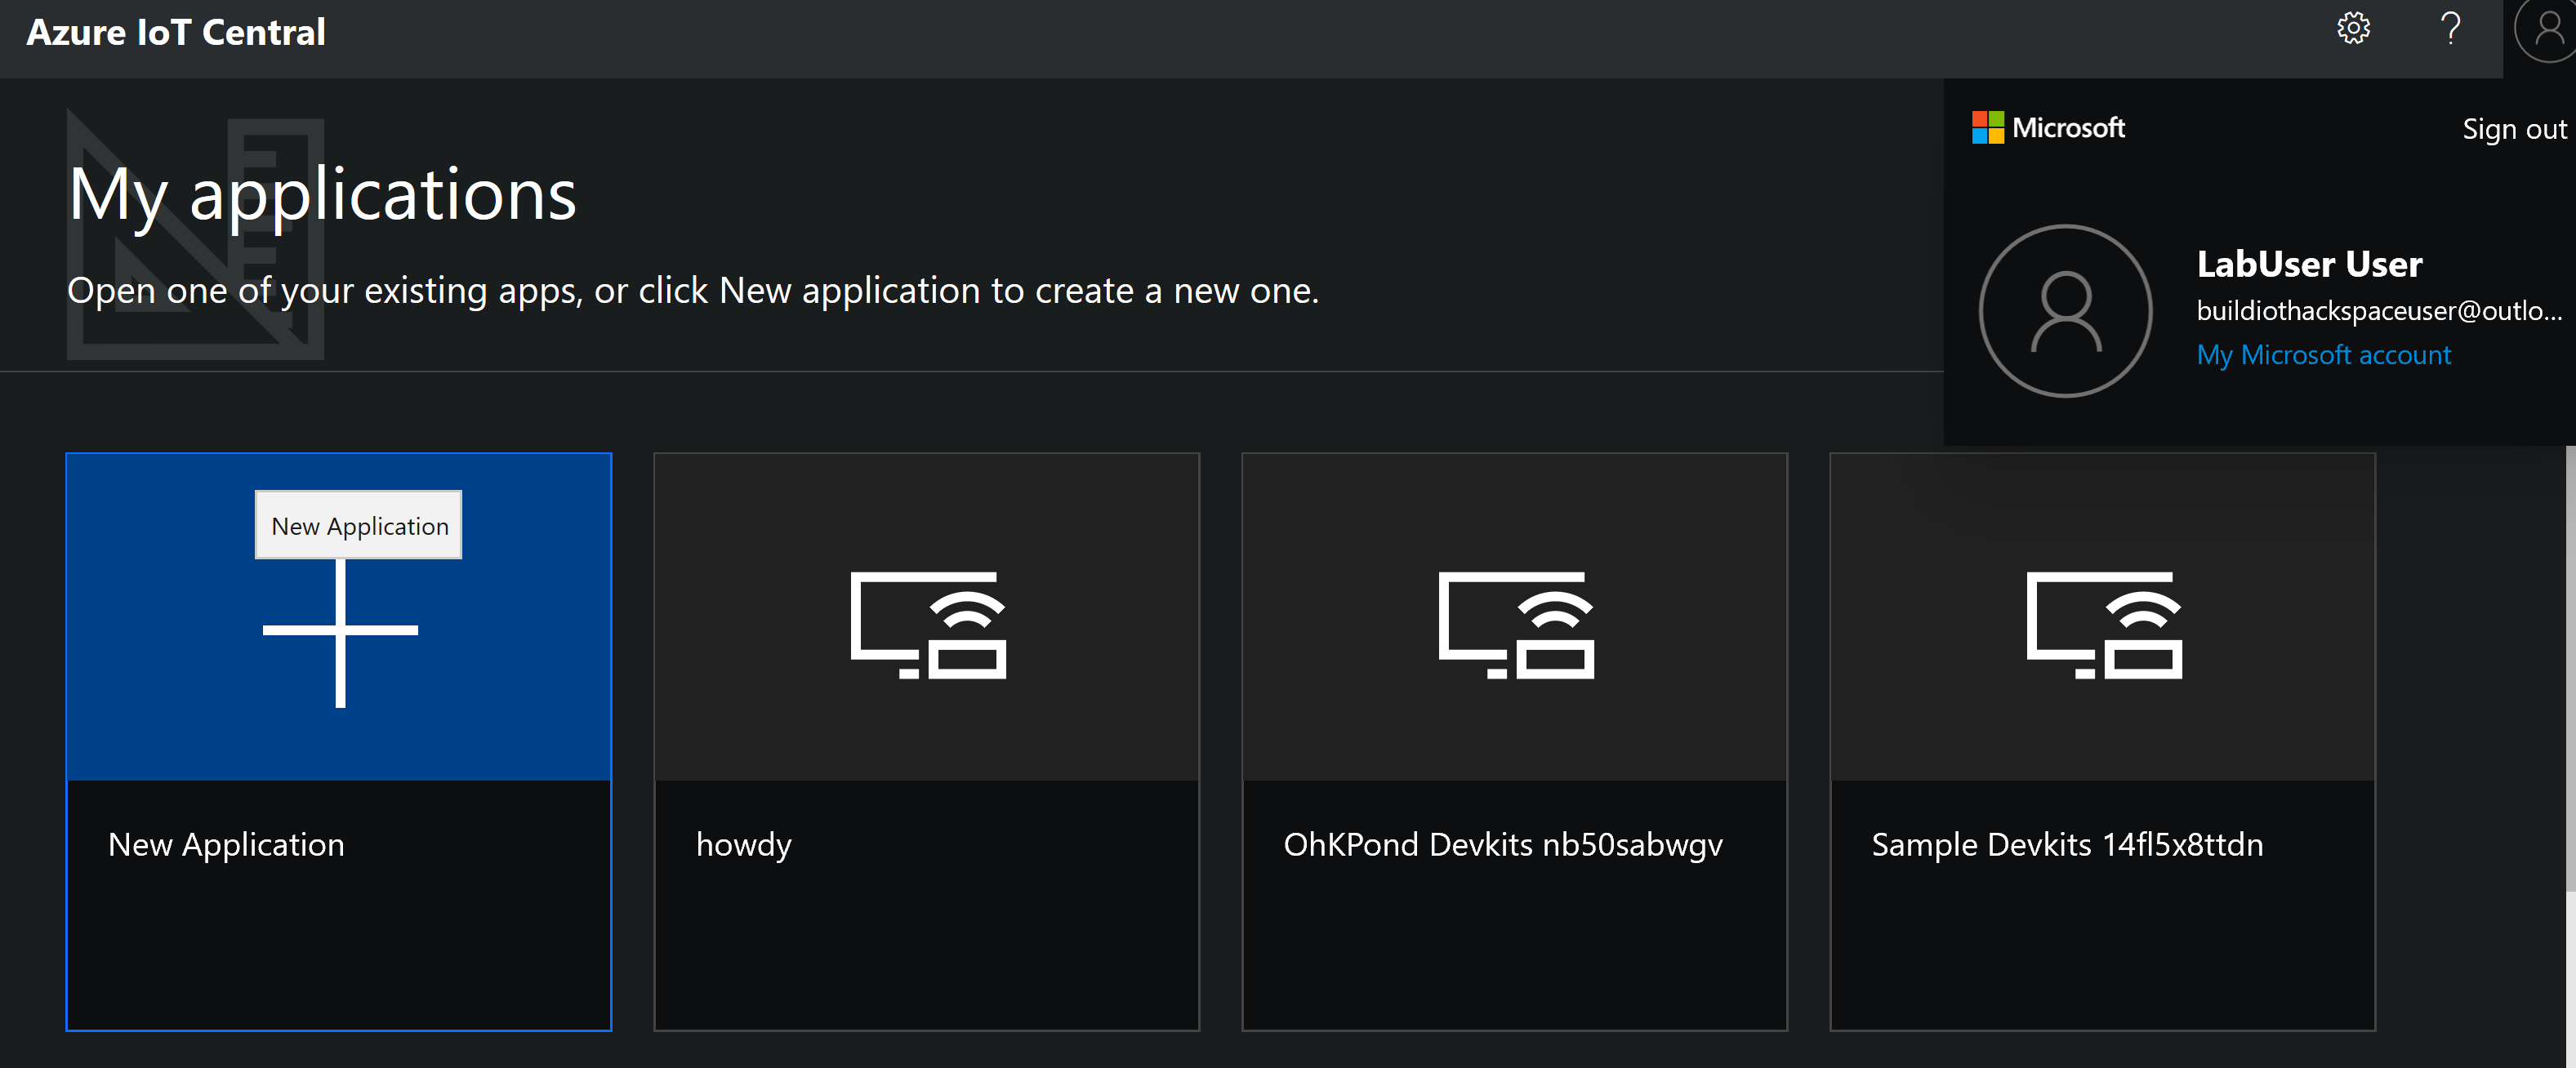 Azure IoT Central
?
Microsoft
Sign out
My applications
Open one of your existing apps, or click New application to create a new one.
LabUser User
buildiothackspaceuser@outlo...
My Microsoft account
New Application
New Application
howdy
OhKPond Devkits nb50sabwgv
Sample Devkits 14fl5x8ttdn